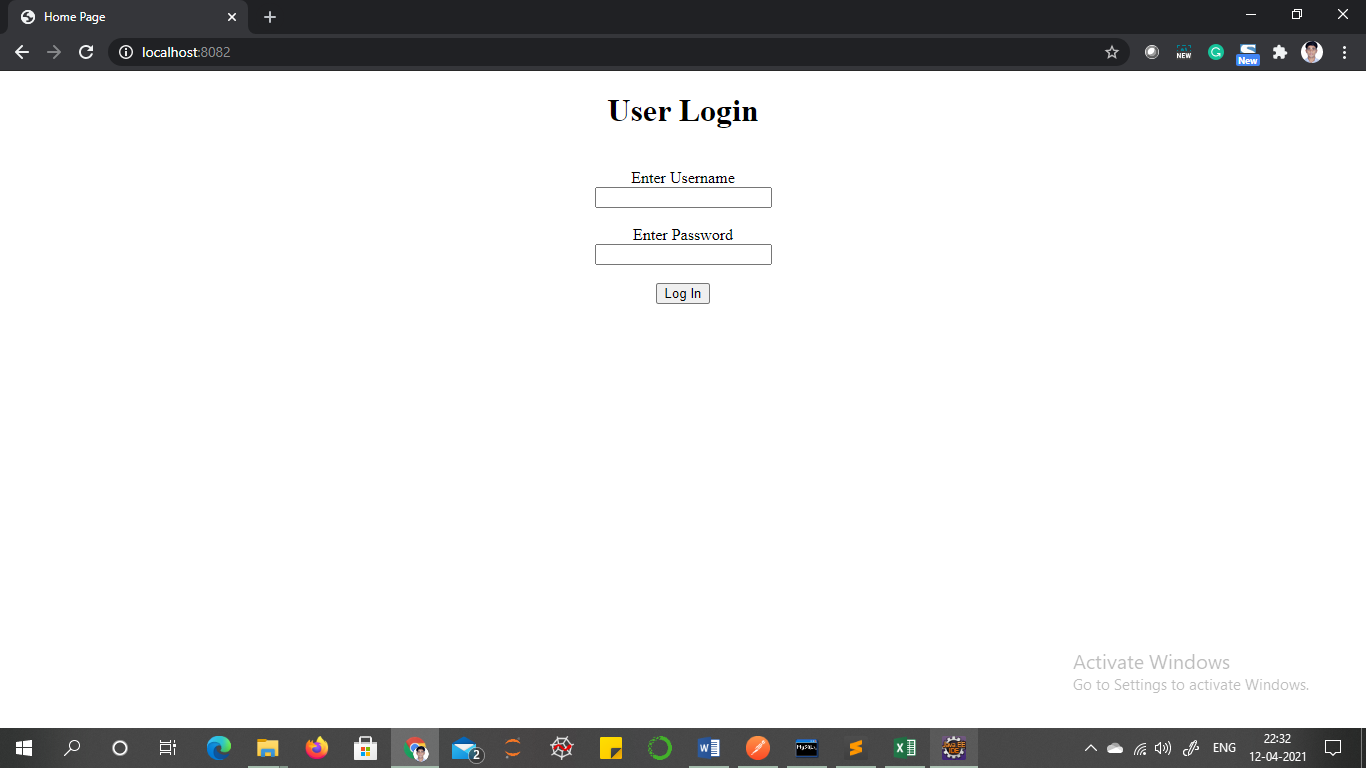 Home Page
localhost:8082
NEW
G
New
User Login
Enter Username
Enter Password
Log In
Activate Windows
Go to Settings to activate Windows.
2
ENG
22:32
12-04-2021